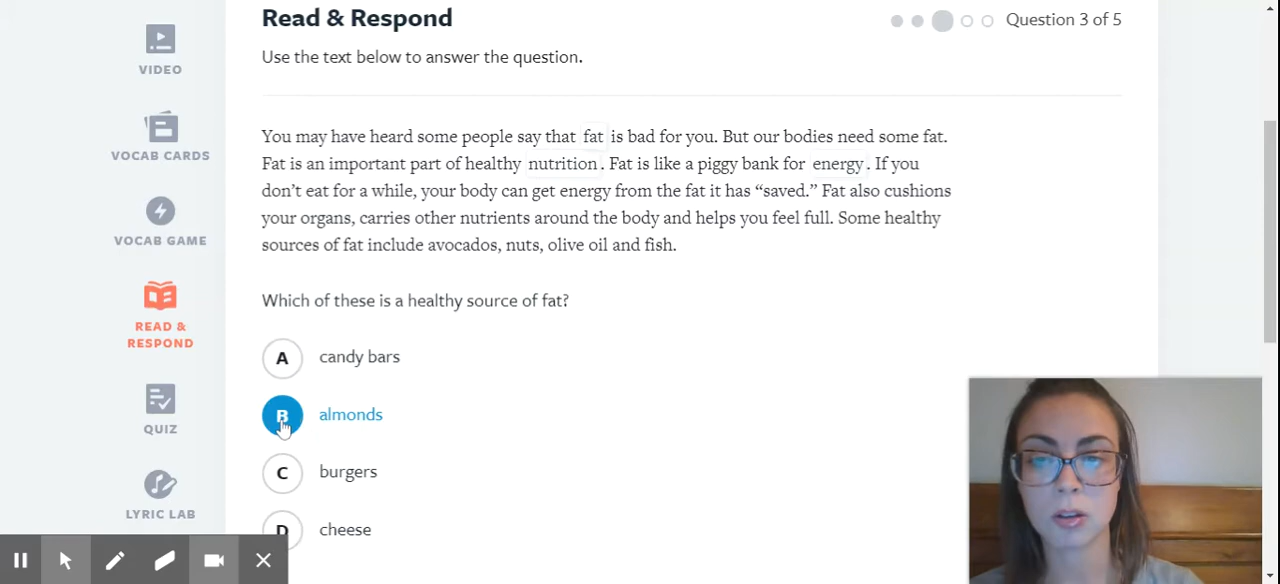 Read & Respond
Question 3 of 5
Use the text below to answer the question.
VIDEO
VOCAB CARDS
VOCAB GAME
READ &
RESPOND
QUIZ
LYRIC LAB
You may have heard some people say that fat is bad for you. But our bodies need some fat.
Fat is an important part of healthy nutrition. Fat is like a piggy bank for energy. If you
don't eat for a while, your body can get energy from the fat it has “saved.” Fat also cushions
your organs, carries other nutrients around the body and helps you feel full. Some healthy
sources of fat include avocados, nuts, olive oil and fish.
Which of these is a healthy source of fat?
A candy bars
B almonds
C burgers
D cheese